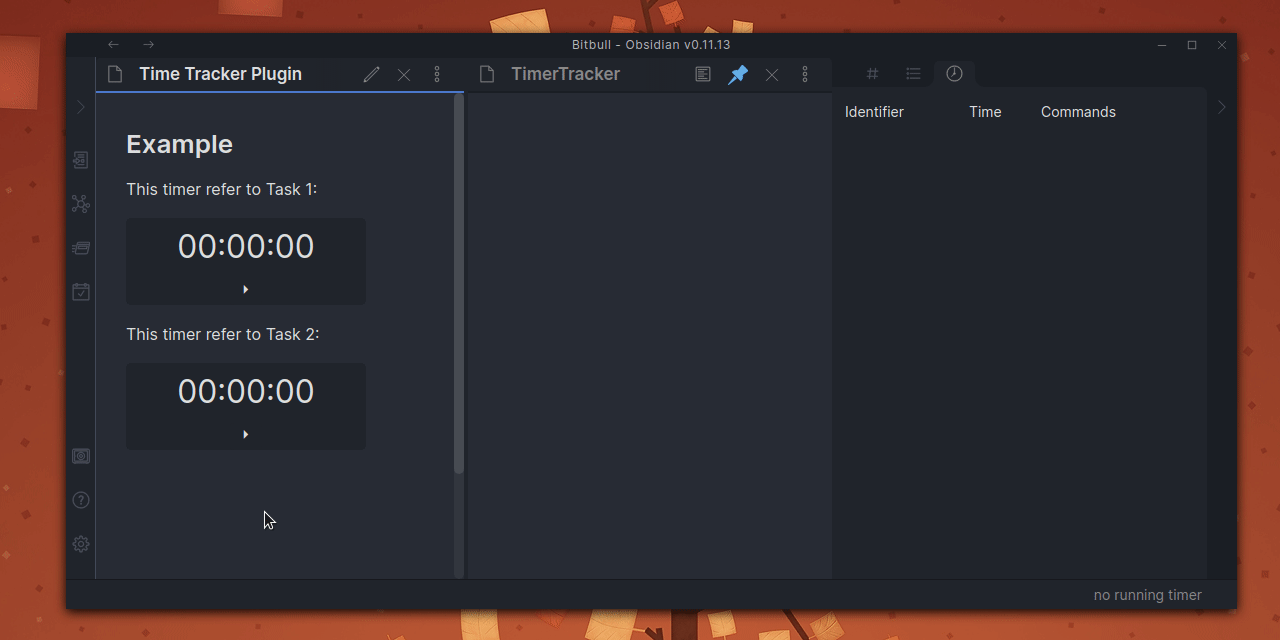 Bitbull - Obsidian v0.11.13
Time Tracker Plugin
TimerTracker
Example
This timer refer to Task 1:
00:00:00
This timer refer to Task 2:
00:00:00
Identifier Time Commands
no running timer